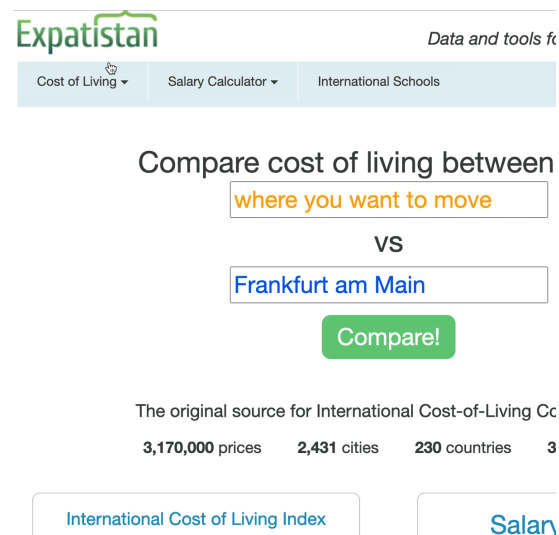 Expatistan
Data and tools
Cost of Living
Salary Calculator
International Schools
Compare cost of living between
where you want to move
vs
Frankfurt am Main
Compare!
The original source for International Cost-of-Living
3,170,000 prices 2,431 cities 230 countries 3
International Cost of Living Index
Salary